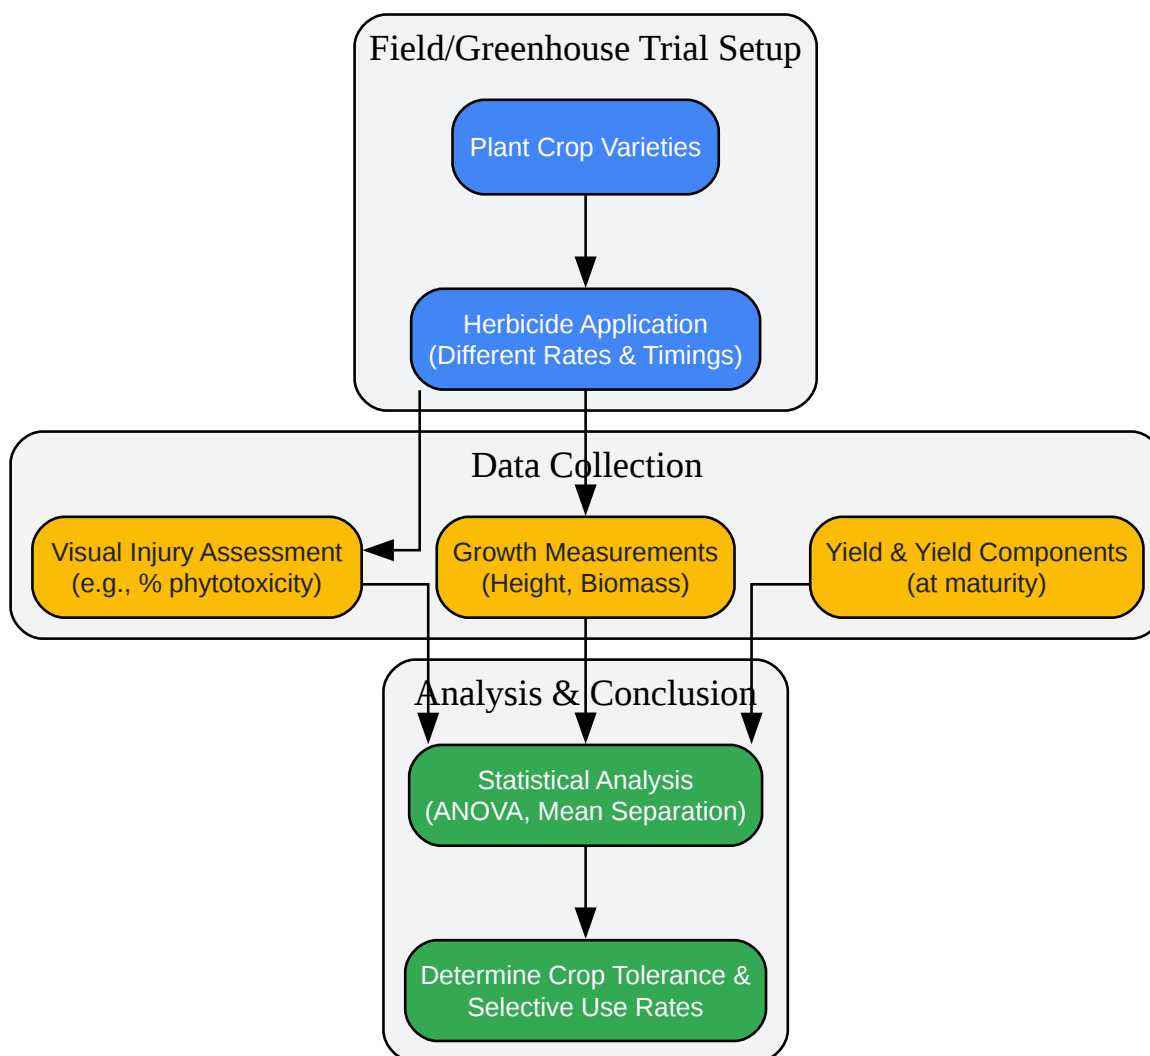 Field/Greenhouse Trial Setup
Plant Crop Varieties
Herbicide Application
(Different Rates & Timings)
Data Collection
Visual Injury Assessment
(e.g., % phytotoxicity)
Growth Measurements
(Height, Biomass)
Yield & Yield Components
(at maturity)
Analysis & Conclusion
Statistical Analysis
(ANOVA, Mean Separation)
Determine Crop Tolerance &
Selective Use Rates